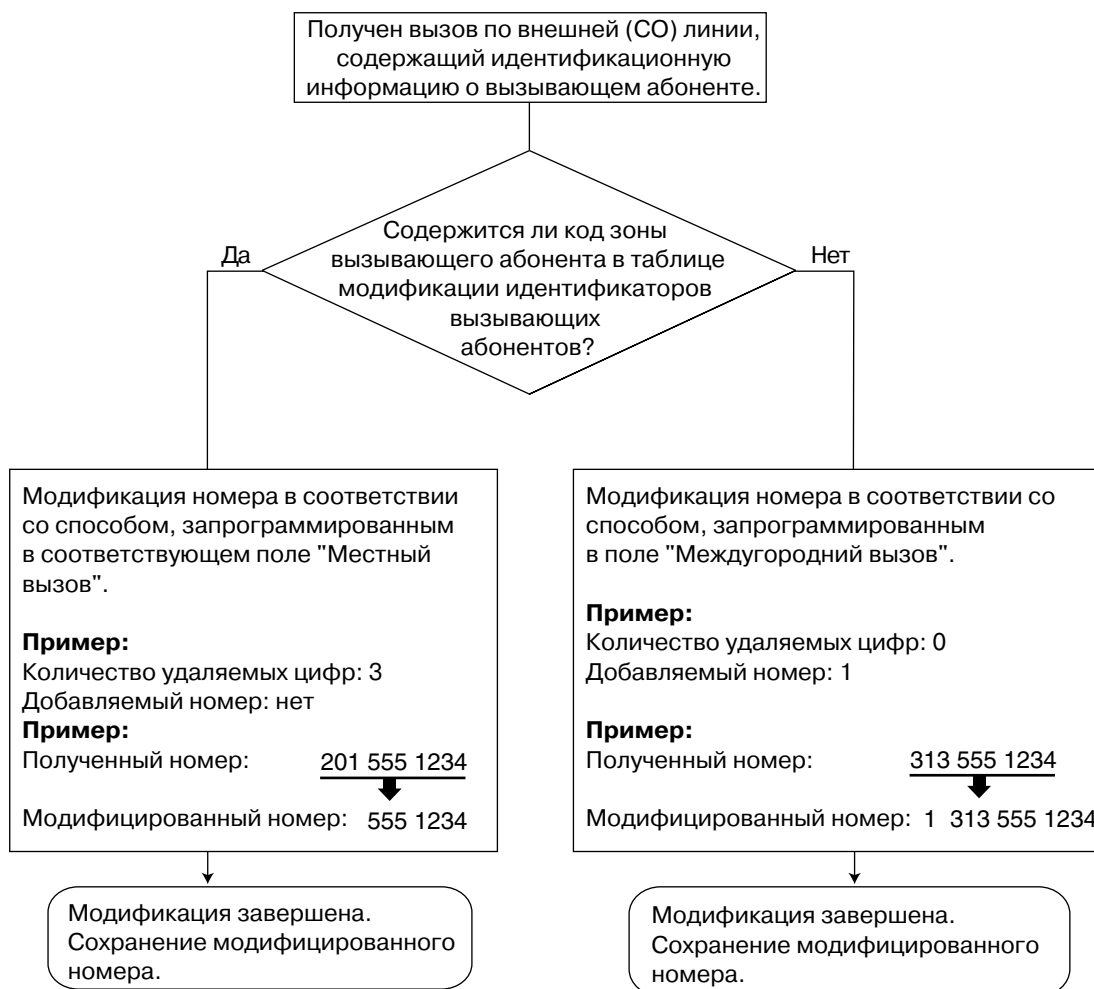 Получен вызов по внешней (СО) линии,
содержащий идентификационную
информацию о вызывающем абоненте.
Содержится ли код зоны
вызывающего абонента в таблице
модификации идентификаторов
вызывающих
абонентов?
Да
Нет
Модификация номера в соответствии
со способом, запрограммированным
в соответствующем поле "Местный
вызов".
Пример:
Количество удаляемых цифр: 3
Добавляемый номер: нет
Пример:
Полученный номер: 201 555 1234
Модифицированный номер: 555 1234
Модификация завершена.
Сохранение модифицированного
номера.
Модификация номера в соответствии со
способом, запрограммированным
в поле "Междугородний вызов".
Пример:
Количество удаляемых цифр: 0
Добавляемый номер: 1
Пример:
Полученный номер: 313 555 1234
Модифицированный номер: 1 313 555 1234
Модификация завершена.
Сохранение модифицированного
номера.